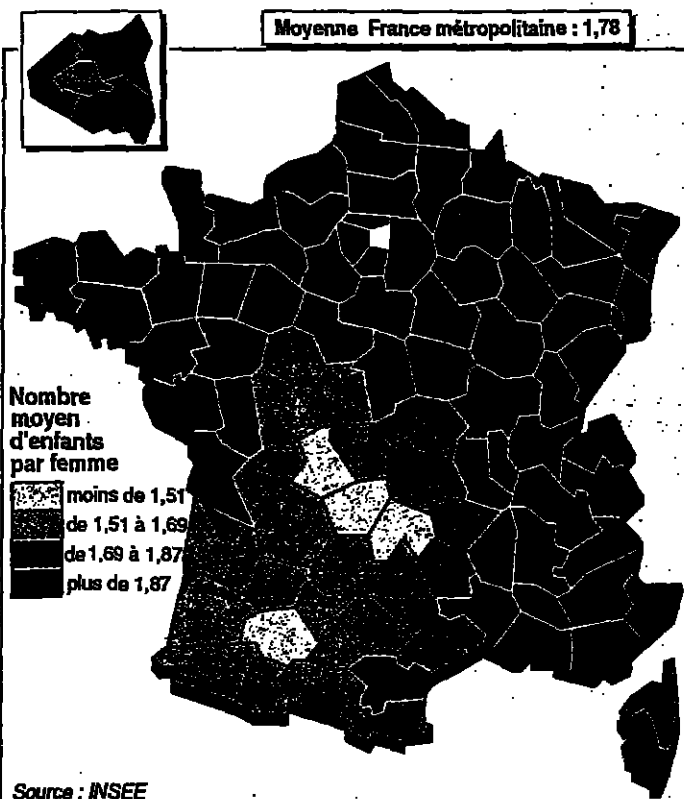 Moyenne France métropolitaine : 1,78
Nombre
moyen
d'enfants
par femme
moins de 1,51
de 1,51 à 1,69
de 1,69 à 1,87
plus de 1,87
Source : INSEE